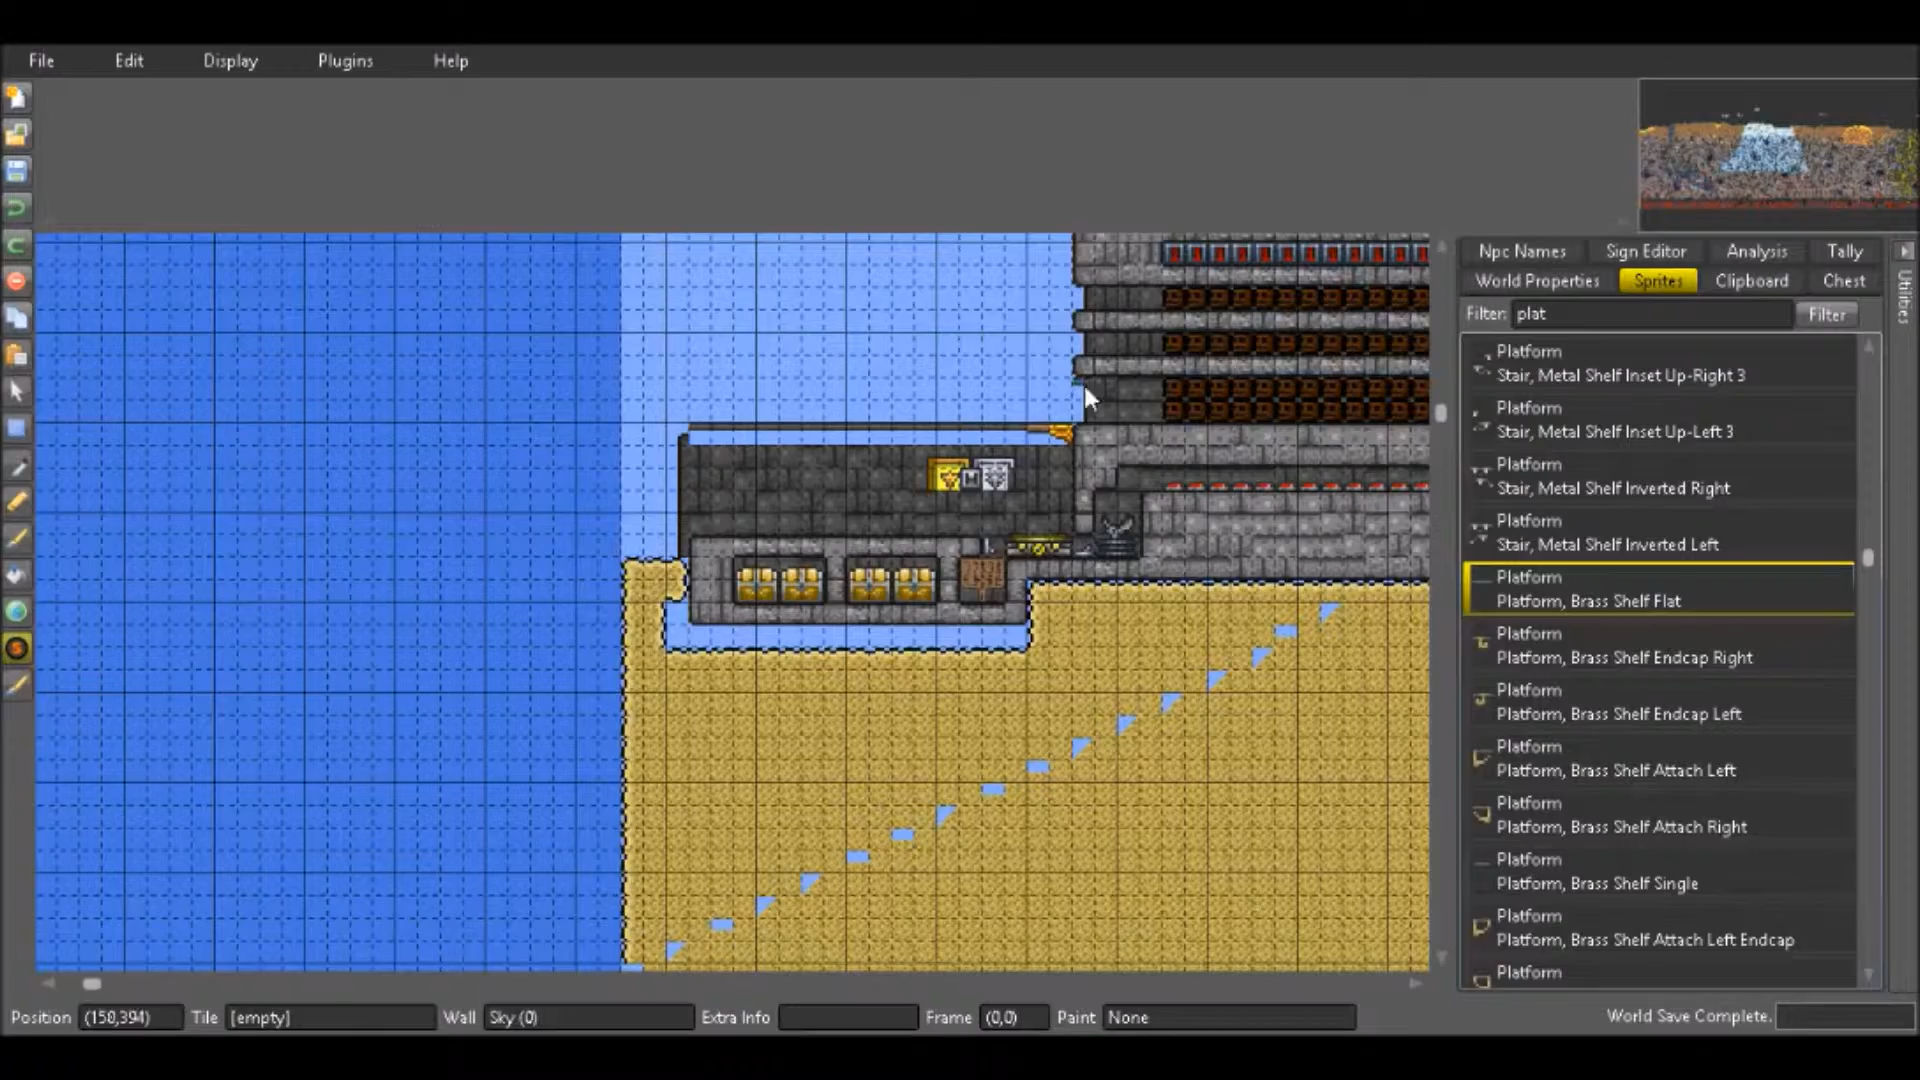 File Edit Display Plugins Help
Npc Names Sign Editor Analysis Tally
World Properties Sprites Clipboard Chest
Utilities
Filter: plat Filter
Platform
Stair, Metal Shelf Inset Up-Right 3
Platform
Stair, Metal Shelf Inset Up-Left 3
Platform
Stair, Metal Shelf Inverted Right
Platform
Stair, Metal Shelf Inverted Left
Platform
Platform, Brass Shelf Flat
Platform
Platform, Brass Shelf Endcap Right
Platform
Platform, Brass Shelf Endcap Left
Platform
Platform, Brass Shelf Attach Left
Platform
Platform, Brass Shelf Attach Right
Platform
Platform, Brass Shelf Single
Platform
Platform, Brass Shelf Attach Left Endcap
Platform
Position (158,394) Tile [empty] Wall Sky (0) Extra Info Frame (0,0) Paint None World Save Complete.